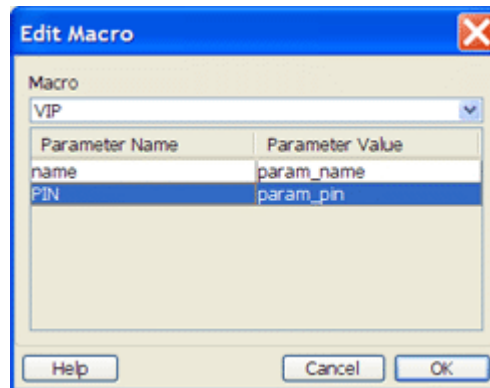 Edit Macro
Macro
VIP
Parameter Name Parameter Value
name param_name
PIN param_pin
Help Cancel OK